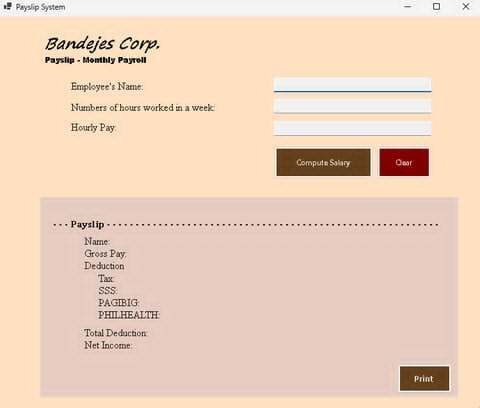 Payslip System
Bandejes Corp.
Payslip - Monthly Payroll
Employee's Name:
Numbers of hours worked in a week:
Hourly Pay:
Compute Salary
Clear
- - - Payslip - - - - - - - - - - - - - - - - - - - - - - - - - - - - - - - - - - - - - - - - - - - - - - - - - - - - - - - - - - -
Name:
Gross Pay:
Deduction
Tax:
SSS:
PAGIBIG:
PHILHEALTH:
Total Deduction:
Net Income:
Print